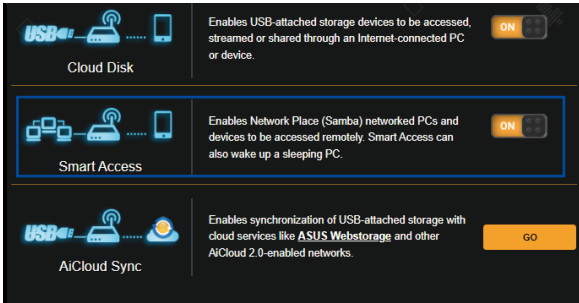 Enables USB-attached storage devices to be accessed,
streamed or shared through an Internet-connected PC
or device.
ON
USB
Cloud Disk
Enables Network Place (Samba) networked PCs and
devices to be accessed remotely. Smart Access can
also wake up a sleeping PC.
ON
Smart Access
Enables synchronization of USB-attached storage with
cloud services like ASUS Webstorage and other
AiCloud 2.0-enabled networks.
GO
USB
AiCloud Sync